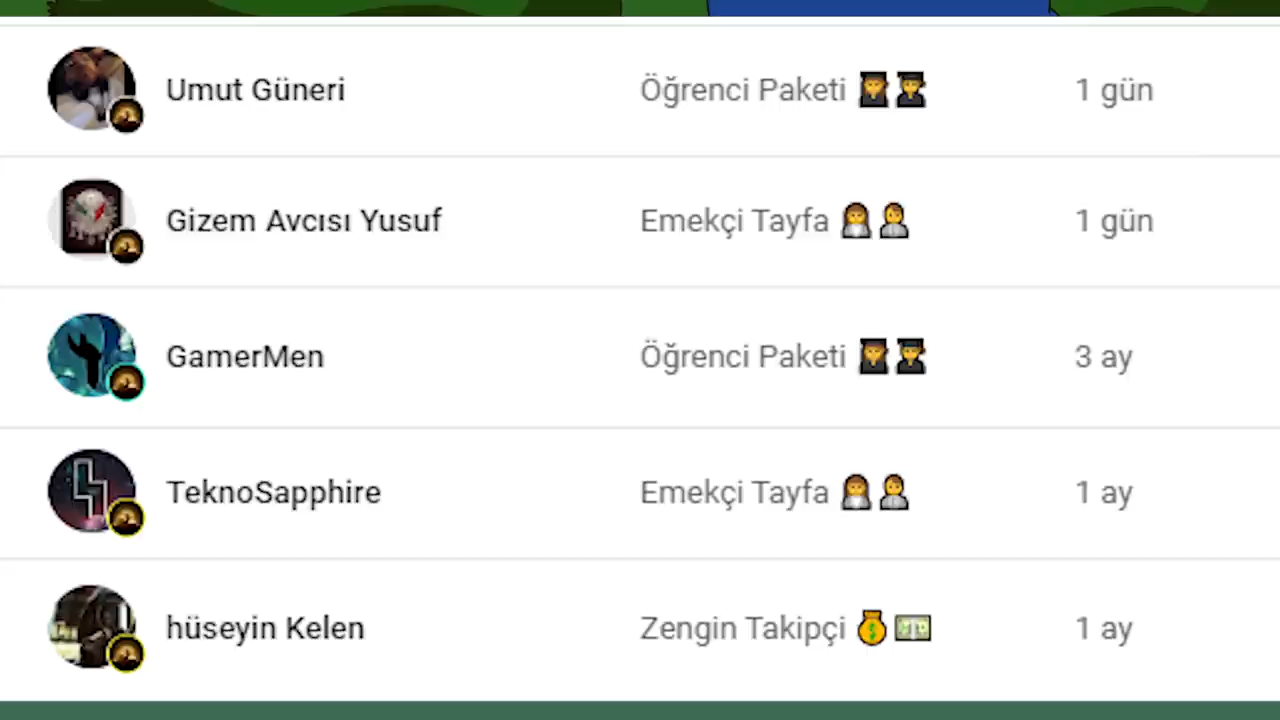 Umut Güneri Öğrenci Paketi 1 gün
Gizem Avcısı Yusuf Emekçi Tayfa 1 gün
GamerMen Öğrenci Paketi 3 ay
TeknoSapphire Emekçi Tayfa 1 ay
hüseyin Kelen Zengin Takipçi 1 ay